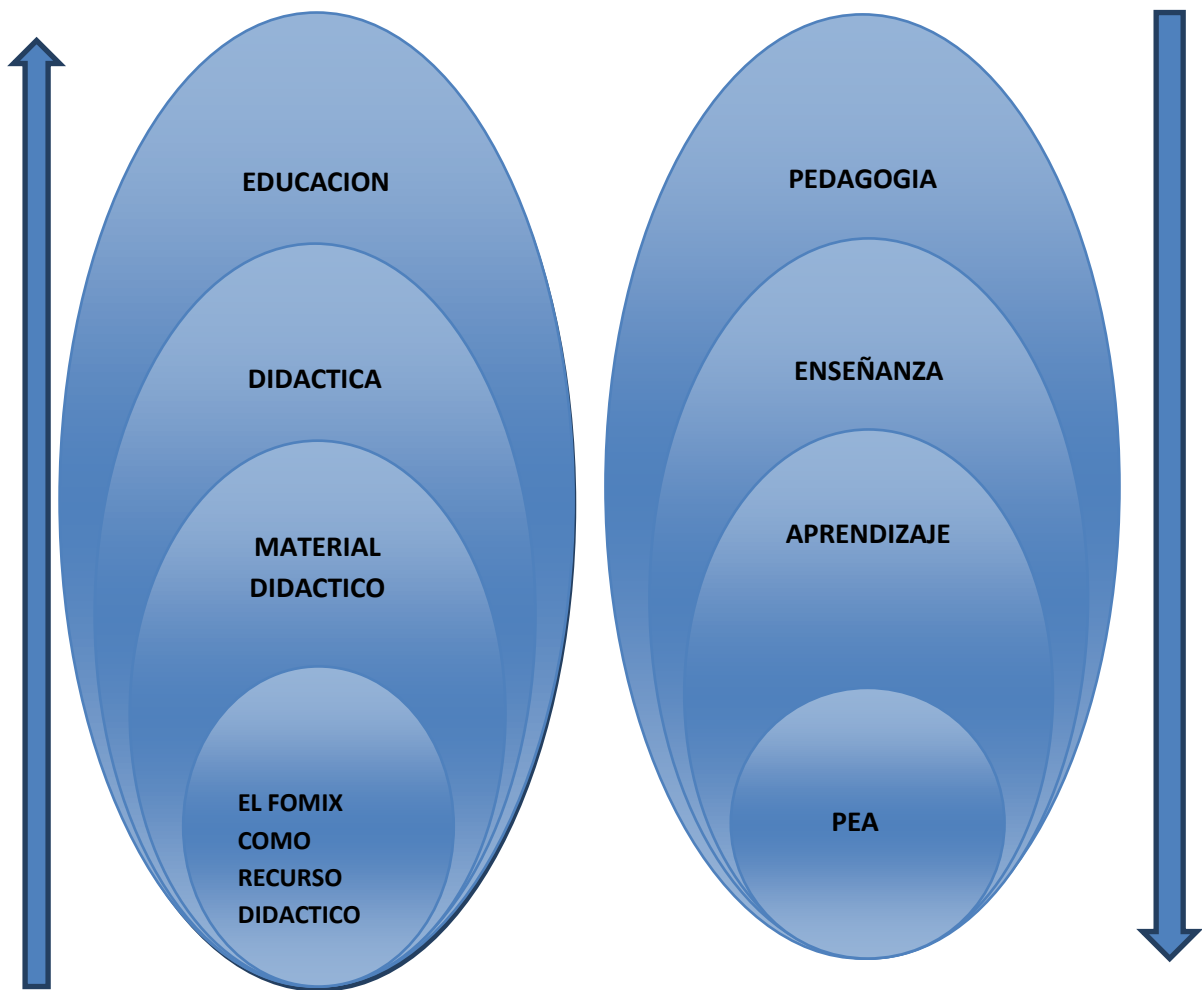 EDUCACION
DIDACTICA
MATERIAL
DIDACTICO
EL FOMIX
COMO
RECURSO
DIDACTICO
PEDAGOGIA
ENSEÑANZA
APRENDIZAJE
PEA